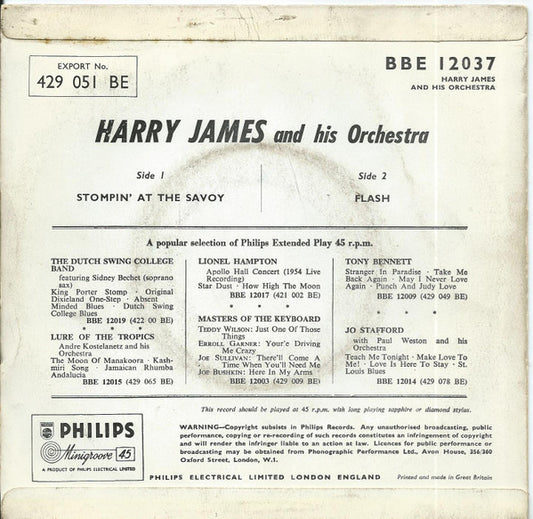 EXPORT No.
429 051 BE
BBE 12037
HARRY JAMES
AND HIS ORCHESTRA
HARRY JAMES and his Orchestra
Side 1
STOMPIN' AT THE SAVOY
Side 2
FLASH
A popular selection of Philips Extended Play 45 r.p.m.
THE DUTCH SWING COLLEGE
BAND
featuring Sidney Bechet (soprano
sax)
King Porter Stomp · Original
Dixieland One-Step · Absent
Minded Blues · Dutch Swing
College Blues
BBE 12019 (422 00 BE)
* * *
LURE OF THE TROPICS
Andre Kostelanetz and his
Orchestra
The Moon Of Manakoora · Kash-
miri Song · Jamaican Rhumba
Andalucia
BBE 12015 (429 065 BE)
LIONEL HAMPTON
Apollo Hall Concert (1954 Live
Recording)
Star Dust · How High The Moon
BBE 12017 (421 002 BE)
* * *
MASTERS OF THE KEYBOARD
TEDDY WILSON: Just One Of Those
Things
ERROLL GARNER: Your'e Driving
Me Crazy
JOE SULLIVAN: There'll Come A
Time When You'll Need Me
JOE BUSHKIN: Here In My Arms
BBE 12003 (429 009 BE)
TONY BENNETT
Stranger In Paradise · Take Me
Back Again · May I Never Love
Again · Punch And Judy Love
BBE 12009 (429 049 BE)
* * *
JO STAFFORD
with Paul Weston and his
Orchestra
Teach Me Tonight · Make Love To
Me! · Love Is Here To Stay · St.
Louis Blues
BBE 12014 (429 078 BE)
This record should be played at 45 r.p.m. with long playing sapphire or diamond stylus.
PHILIPS
Minigroove 45
A PRODUCT OF PHILIPS ELECTRICAL LIMITED
WARNING—Copyright subsists in Philips Records. Any unauthorised broadcasting, public
performance, copying or re-recording of such records constitutes an infringement of copyright
and will render the infringer liable to an action at law. Licences for public performance or
broadcasting may be obtained from Phonographic Performance Ltd., Avon House, 356/360
Oxford Street, London, W.1.
PHILIPS ELECTRICAL LIMITED LONDON ENGLAND
Printed and made in Great Britain